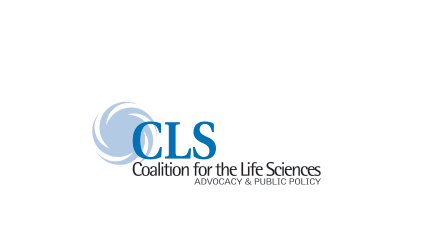 CLS
Coalition for the Life Sciences
ADVOCACY & PUBLIC POLICY